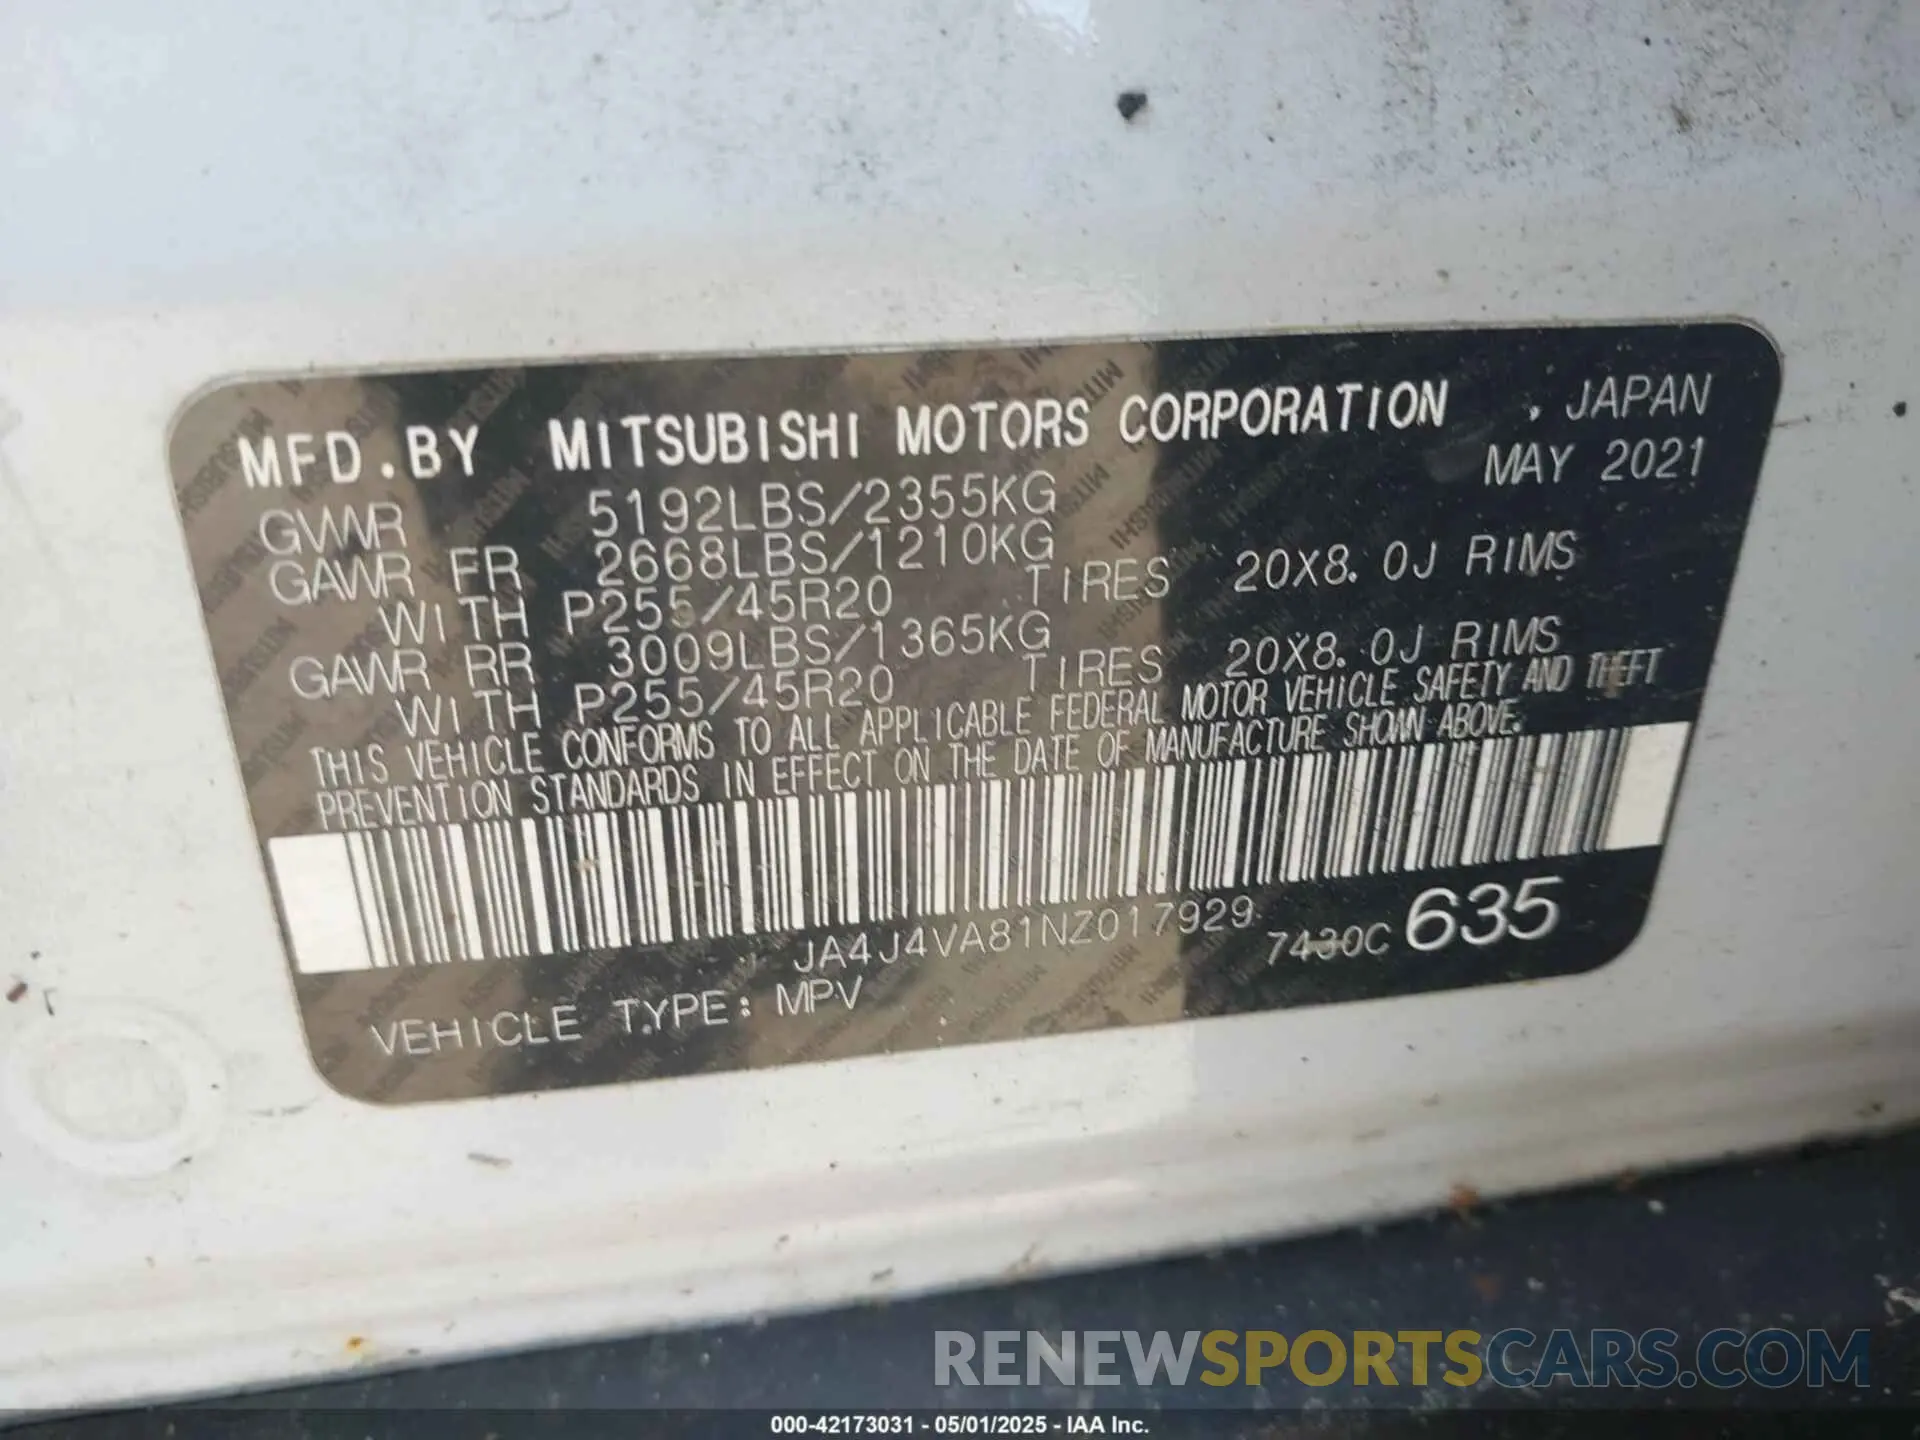 MFD.BY MITSUBISHI MOTORS CORPORATION , JAPAN
MAY 2021
GVWR 5192LBS/2355KG
GAWR FR 2668LBS/1210KG
WITH P255/45R20 TIRES 20X8.0J RIMS
GAWR RR 3009LBS/1365KG
WITH P255/45R20 TIRES 20X8.0J RIMS
THIS VEHICLE CONFORMS TO ALL APPLICABLE FEDERAL MOTOR VEHICLE SAFETY AND THEFT
PREVENTION STANDARDS IN EFFECT ON THE DATE OF MANUFACTURE SHOWN ABOVE.
JA4J4VA81NZ017929 7430C 635
VEHICLE TYPE: MPV
RENEWSPORTSCARS.COM
000-42173031 - 05/01/2025 - IAA Inc.